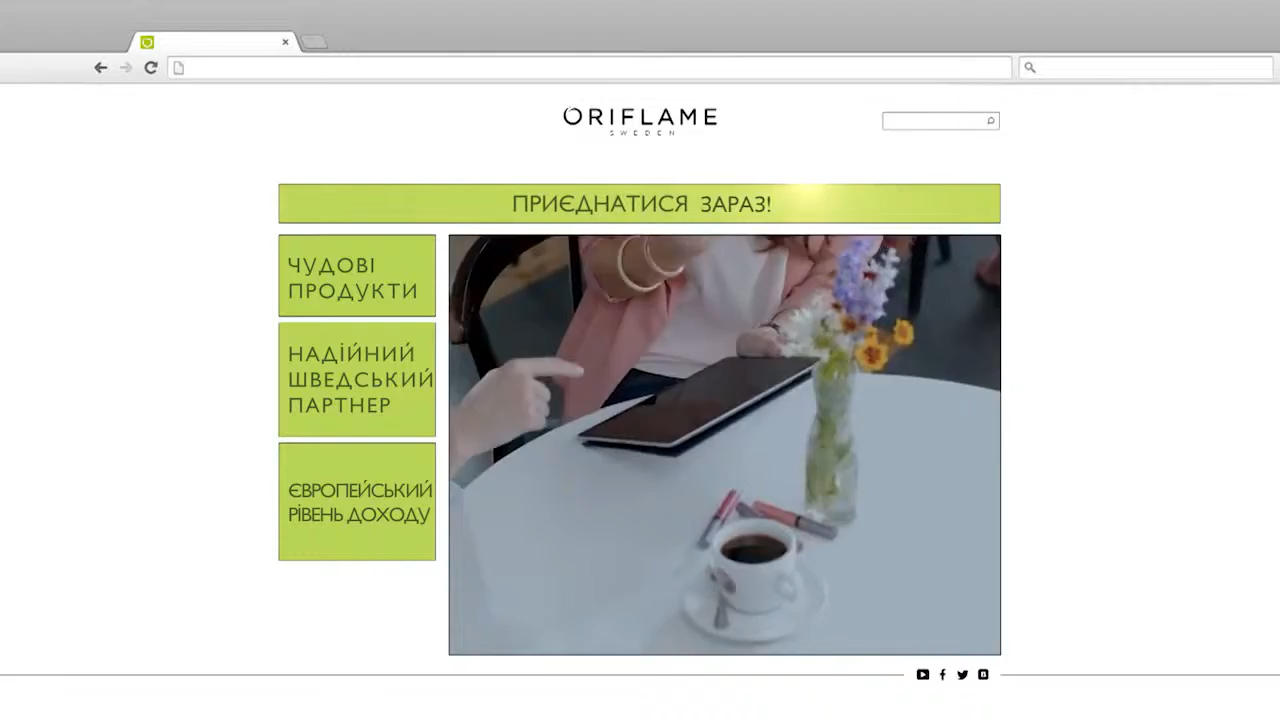 ORIFLAME
SWEDEN
ПРИЄДНАТИСЯ ЗАРАЗ!
ЧУДОВІ
ПРОДУКТИ
НАДІЙНИЙ
ШВЕДСЬКИЙ
ПАРТНЕР
ЄВРОПЕЙСЬКИЙ
РІВЕНЬ ДОХОДУ